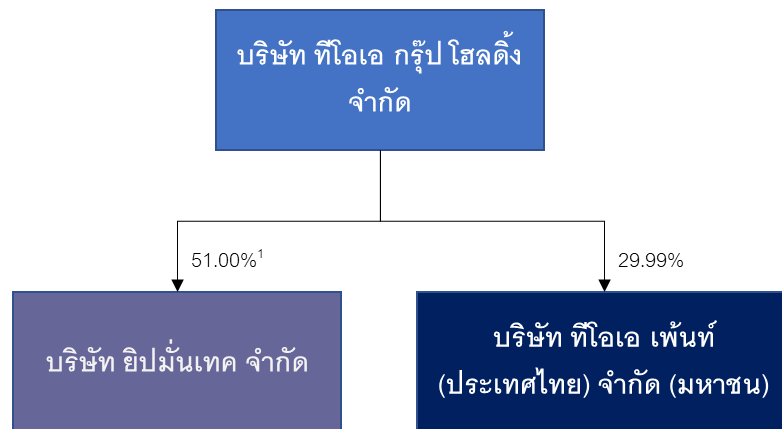 บริษัท ทีโอเอ กรุ๊ป โฮลดิ้ง
จำกัด
51.00%¹
29.99%
บริษัท ยิปมั่นเทค จำกัด
บริษัท ทีโอเอ เพ้นท์
(ประเทศไทย) จำกัด (มหาชน)